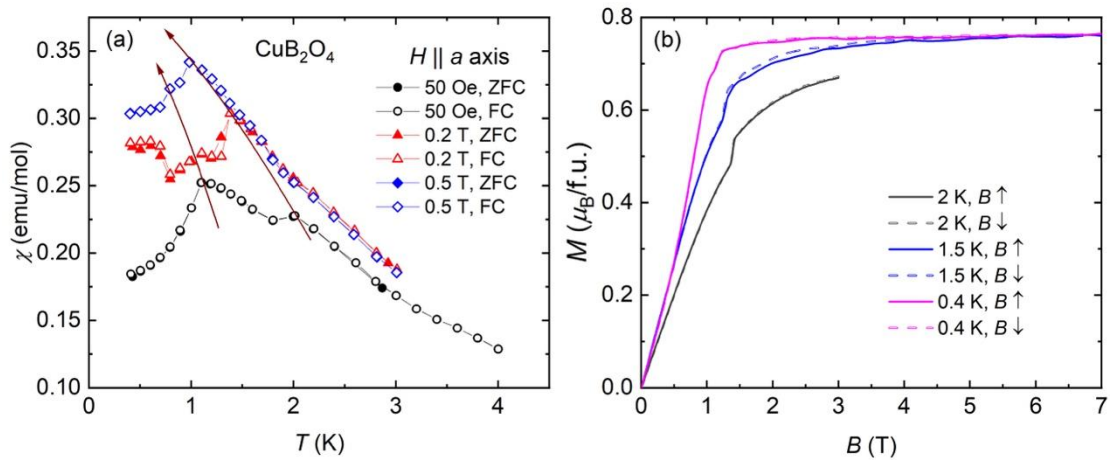 (a)
CuB₂O₄
H || a axis
50 Oe, ZFC
50 Oe, FC
0.2 T, ZFC
0.2 T, FC
0.5 T, ZFC
0.5 T, FC
χ (emu/mol)
0.35
0.30
0.25
0.20
0.15
0.10
0 1 2 3 4
T (K)
(b)
M (μB/f.u.)
0.8
0.6
0.4
0.2
0.0
2 K, B ↑
2 K, B ↓
1.5 K, B ↑
1.5 K, B ↓
0.4 K, B ↑
0.4 K, B ↓
0 1 2 3 4 5 6 7
B (T)